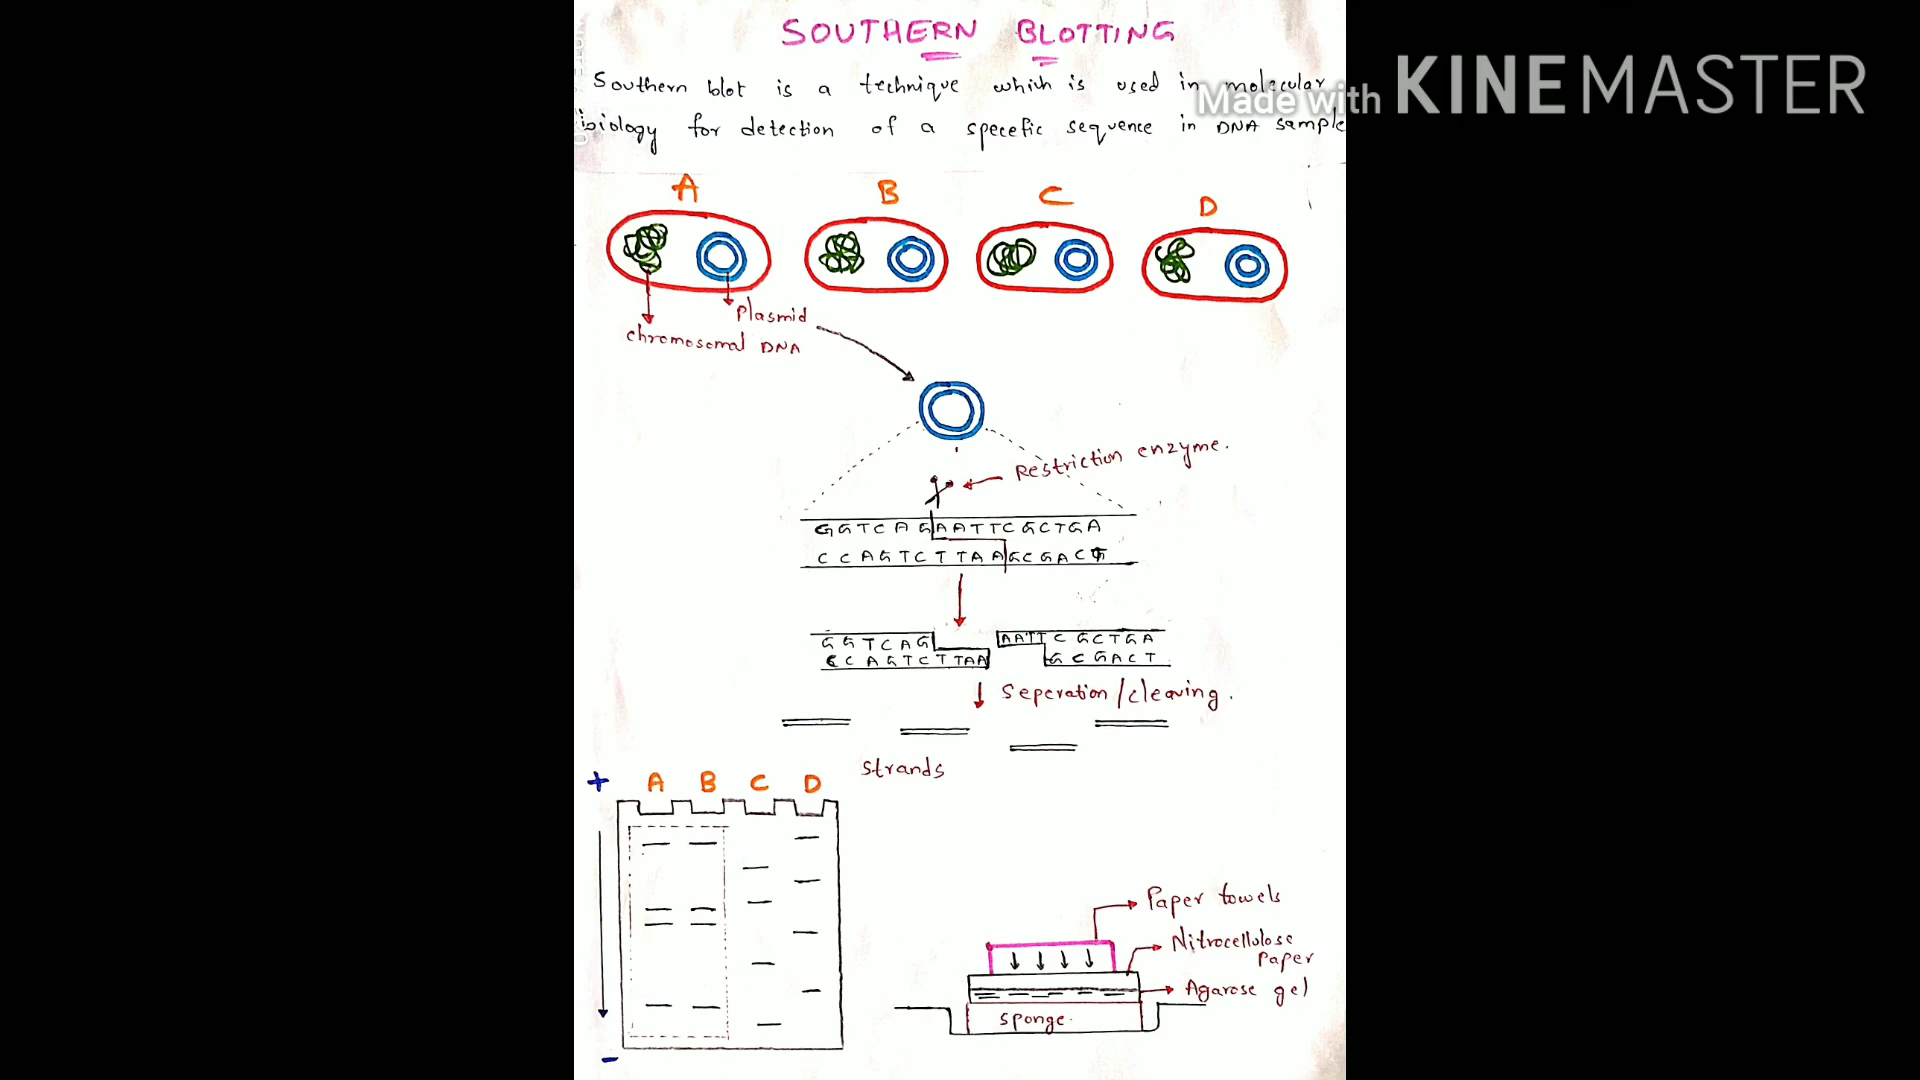 SOUTHERN BLOTTING
Southern blot is a technique which is used in molecular
biology for detection of a specefic sequence in DNA sample
Made with KINEMASTER
A B C D
Plasmid
chromosomal DNA
Restriction enzyme.
GGTCAGAATTCGCTGA
CCAGTCTTAAGCGACT
GGTCAG AATTCGCTGA
CCAGTCTTAA GCGACT
Seperation/cleaving.
strands
+ A B C D
Paper towels
Nitrocellulose
Paper
Agarose gel
sponge.
-